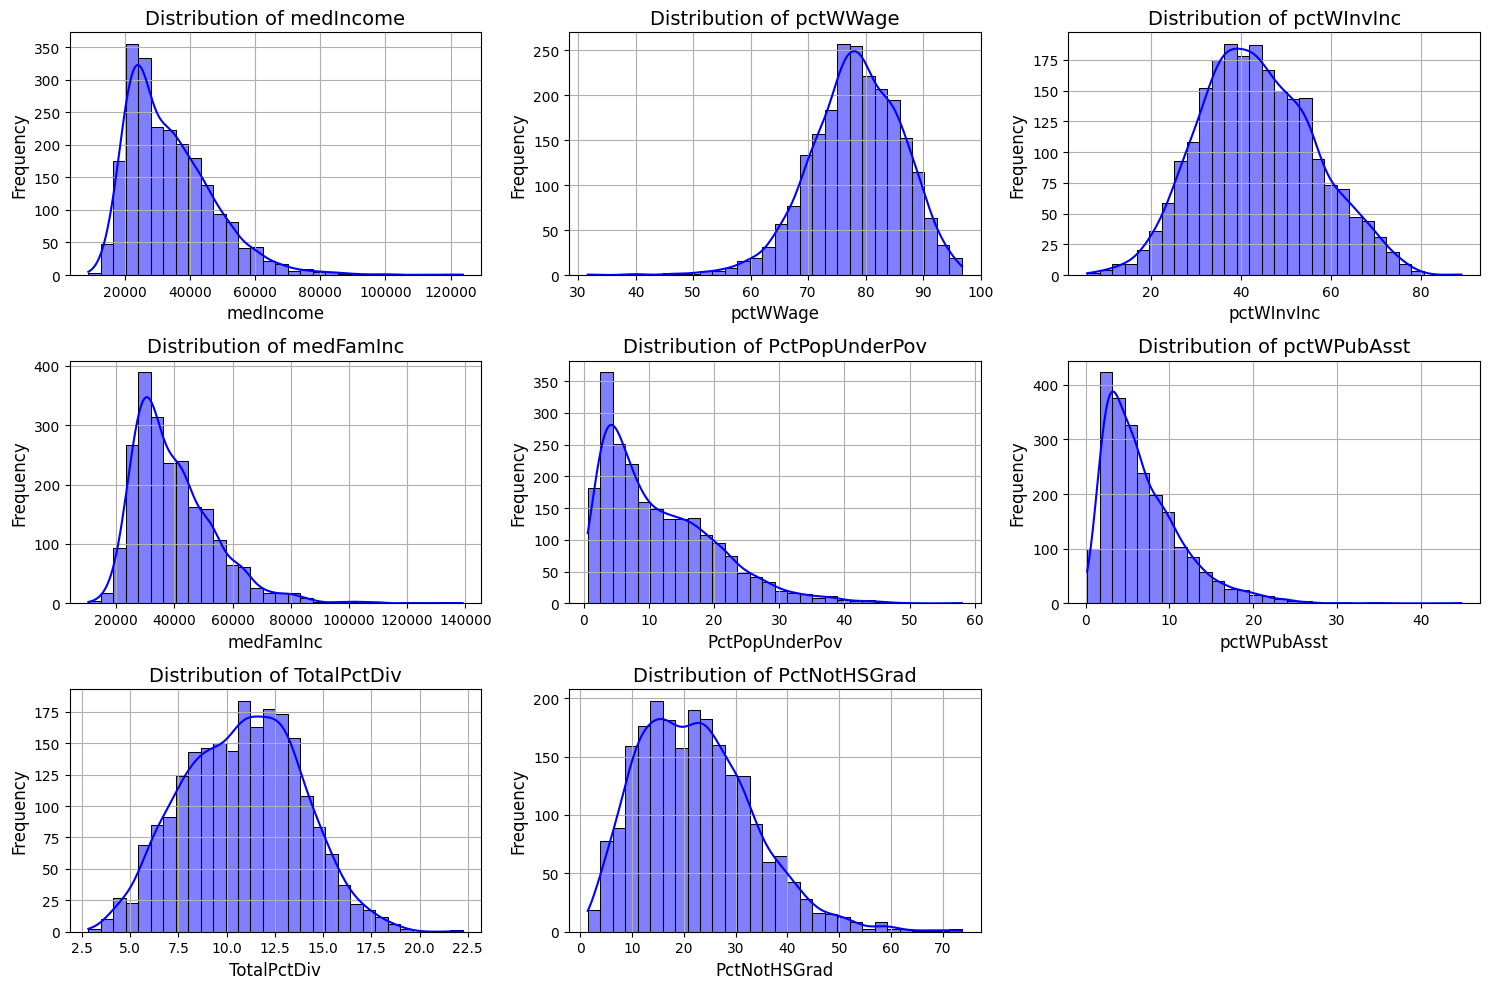 Distribution of medIncome
350
300
250
200
150
100
50
0
Frequency
20000 40000 60000 80000 100000 120000
medIncome
Distribution of pctWWage
250
200
150
100
50
0
Frequency
30 40 50 60 70 80 90 100
pctWWage
Distribution of pctWInvInc
175
150
125
100
75
50
25
0
Frequency
20 40 60 80
pctWInvInc
Distribution of medFamInc
400
300
200
100
0
Frequency
20000 40000 60000 80000 100000 120000 140000
medFamInc
Distribution of PctPopUnderPov
350
300
250
200
150
100
50
0
Frequency
0 10 20 30 40 50 60
PctPopUnderPov
Distribution of pctWPubAsst
400
300
200
100
0
Frequency
0 10 20 30 40
pctWPubAsst
Distribution of TotalPctDiv
175
150
125
100
75
50
25
0
Frequency
2.5 5.0 7.5 10.0 12.5 15.0 17.5 20.0 22.5
TotalPctDiv
Distribution of PctNotHSGrad
200
150
100
50
0
Frequency
0 10 20 30 40 50 60 70
PctNotHSGrad